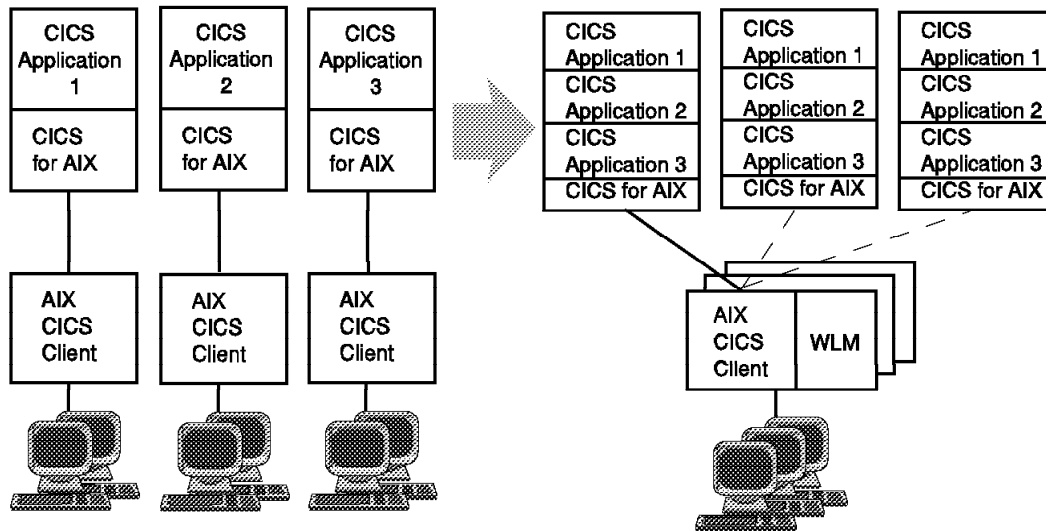 CICS
Application
1
CICS
for AIX
CICS
Application
2
CICS
for AIX
CICS
Application
3
CICS
for AIX
AIX
CICS
Client
AIX
CICS
Client
AIX
CICS
Client
CICS
Application 1
CICS
Application 2
CICS
Application 3
CICS for AIX
CICS
Application 1
CICS
Application 2
CICS
Application 3
CICS for AIX
CICS
Application 1
CICS
Application 2
CICS
Application 3
CICS for AIX
AIX
CICS
Client
WLM